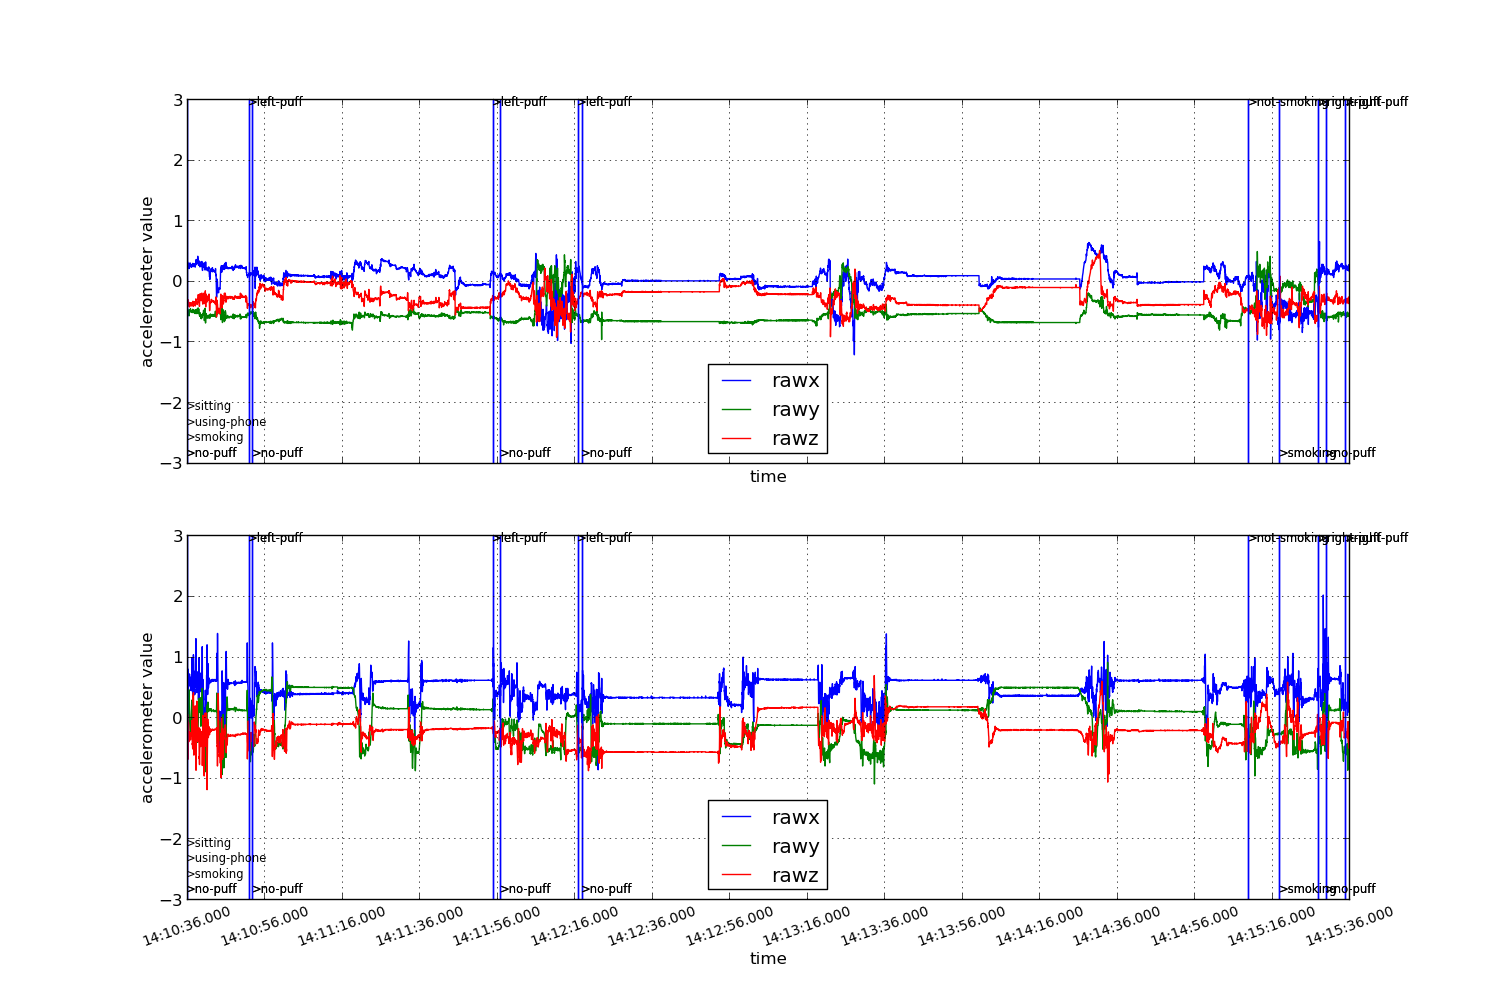 >left-puff >left-puff >left-puff >not-smoking >right-puff >right-puff
3
2
1
0
−1
−2
−3
accelerometer value
>sitting
>using-phone
>smoking
>no-puff >no-puff >no-puff >no-puff >smoking >no-puff
rawx
rawy
rawz
time
>left-puff >left-puff >left-puff >not-smoking >right-puff >right-puff
3
2
1
0
−1
−2
−3
accelerometer value
>sitting
>using-phone
>smoking
>no-puff >no-puff >no-puff >no-puff >smoking >no-puff
rawx
rawy
rawz
14:10:36.000 14:10:56.000 14:11:16.000 14:11:36.000 14:11:56.000 14:12:16.000 14:12:36.000 14:12:56.000 14:13:16.000 14:13:36.000 14:13:56.000 14:14:16.000 14:14:36.000 14:14:56.000 14:15:16.000 14:15:36.000
time